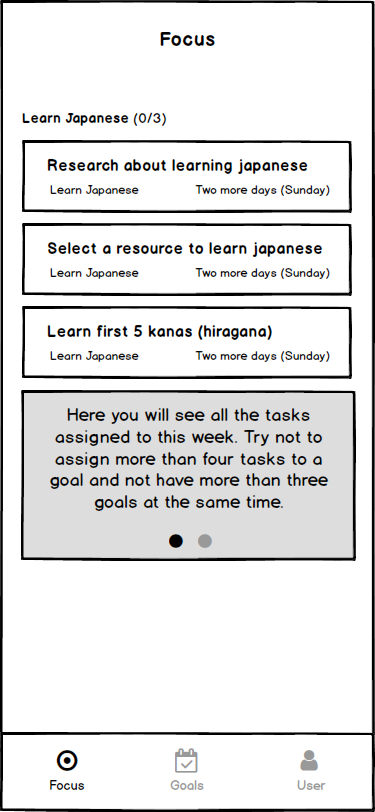 Focus
Learn Japanese (0/3)
Research about learning japanese
Learn Japanese Two more days (Sunday)
Select a resource to learn japanese
Learn Japanese Two more days (Sunday)
Learn first 5 kanas (hiragana)
Learn Japanese Two more days (Sunday)
Here you will see all the tasks
assigned to this week. Try not to
assign more than four tasks to a
goal and not have more than three
goals at the same time.
Focus Goals User